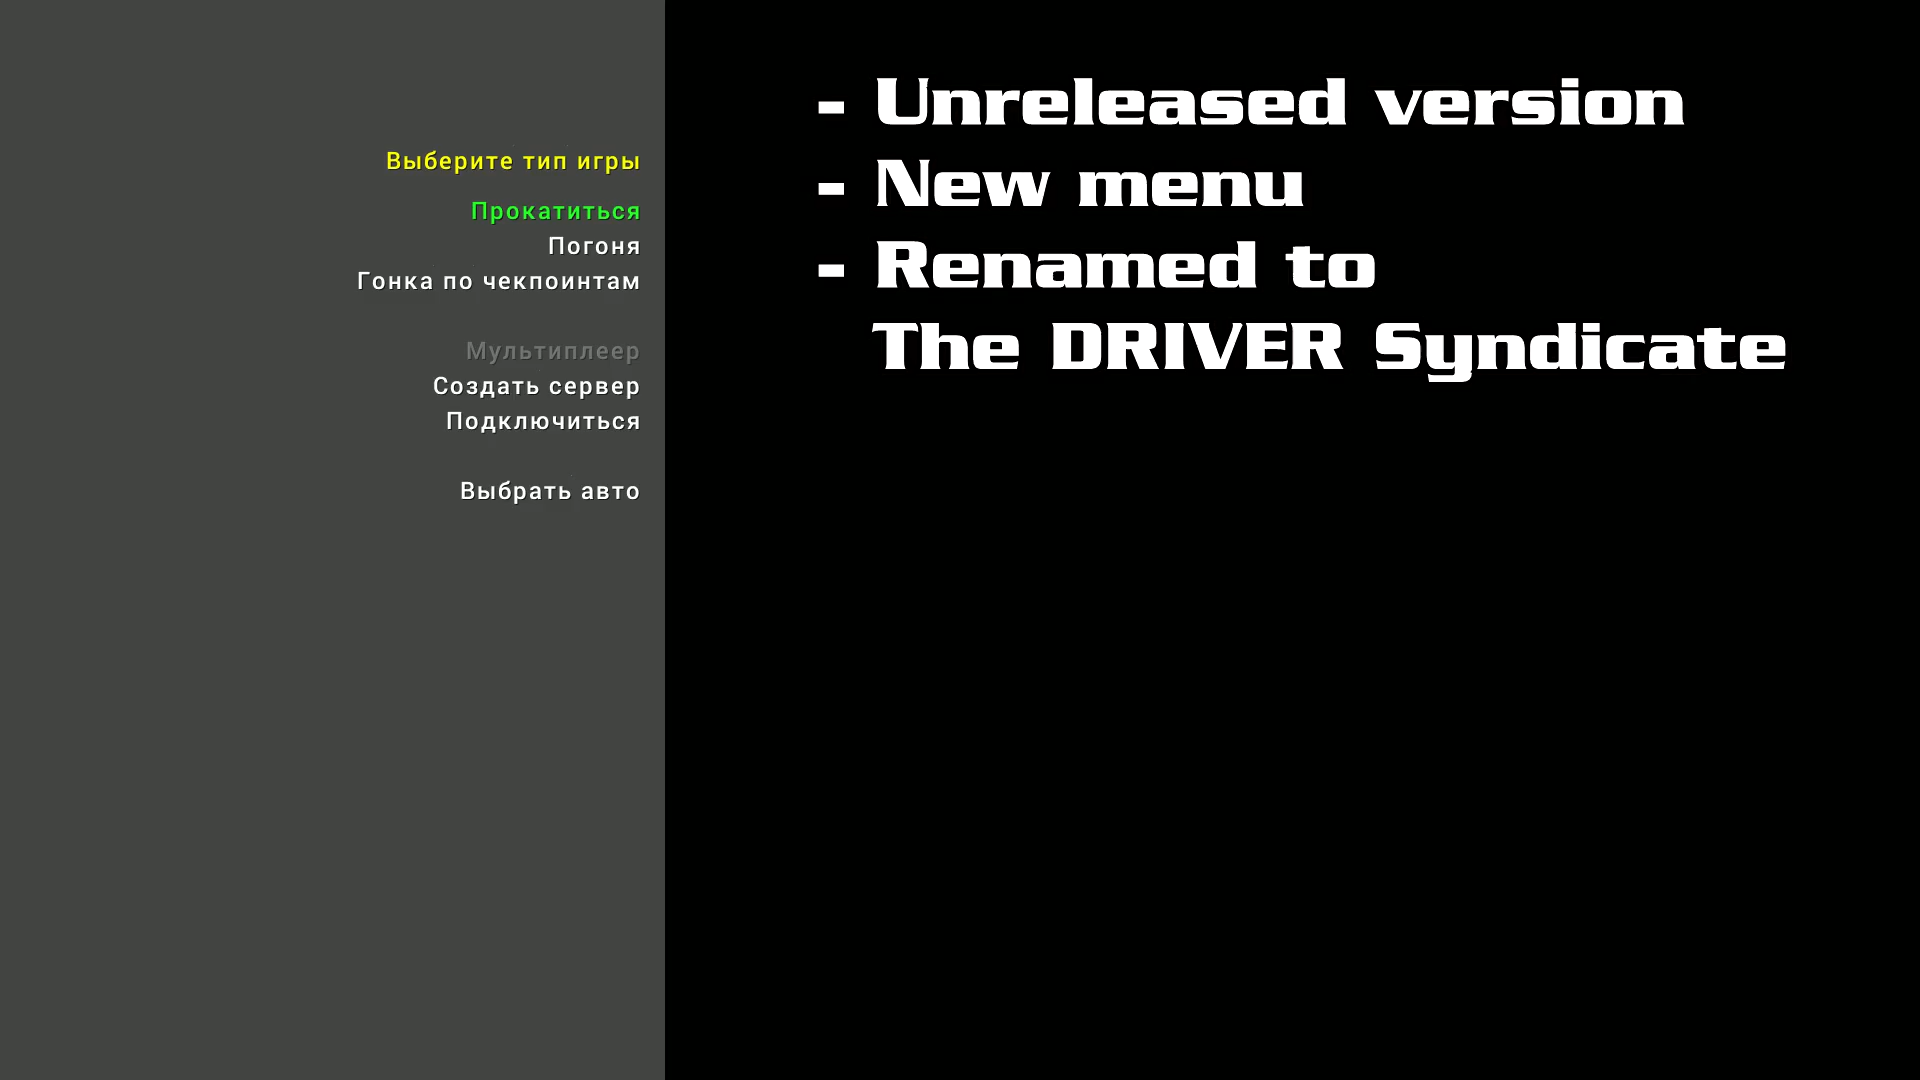 Выберите тип игры
Прокатиться
Погоня
Гонка по чекпоинтам
Мультиплеер
Создать сервер
Подключиться
Выбрать авто
- Unreleased version
- New menu
- Renamed to
The DRIVER Syndicate